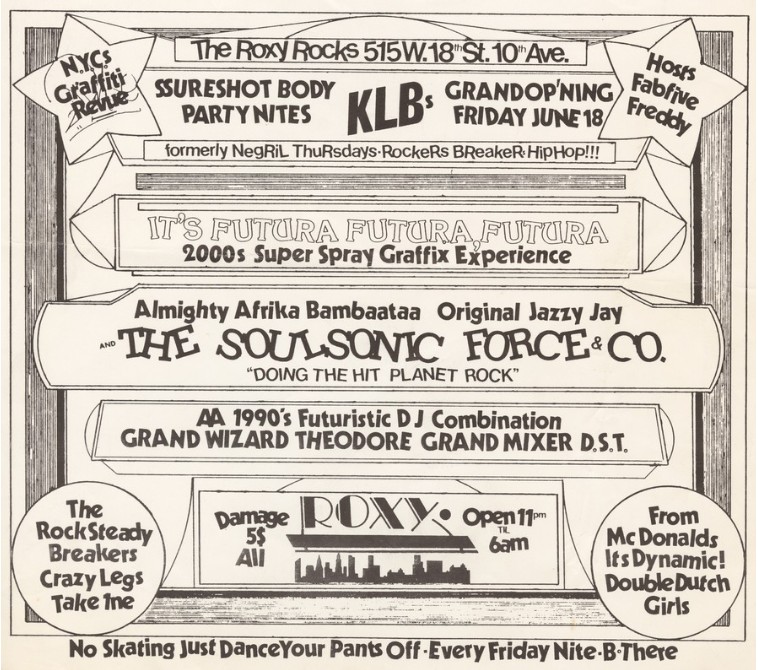 The Roxy Rocks 515 W. 18th St. 10th Ave.
NYCs
Graffiti
Revue
SSURESHOT BODY
PARTY NITES
KLBs
GRANDOP'NING
FRIDAY JUNE 18
Hosts
Fabfive
Freddy
formerly NegRiL ThuRsdays·RockeRs BReakeR·HipHop!!!
IT'S FUTURA FUTURA, FUTURA
2000s Super Spray Graffix Experience
Almighty Afrika Bambaataa Original Jazzy Jay
AND THE SOULSONIC FORCE & CO.
"DOING THE HIT PLANET ROCK"
AA 1990's Futuristic DJ Combination
GRAND WIZARD THEODORE GRAND MIXER D.S.T.
The
RockSteady
Breakers
Crazy Legs
Take 1ne
Damage
5$
All
ROXY.
Open 11pm
TIL
6am
From
McDonalds
Its Dynamic!
Double Dutch
Girls
No Skating Just Dance Your Pants Off·Every Friday Nite·B·There